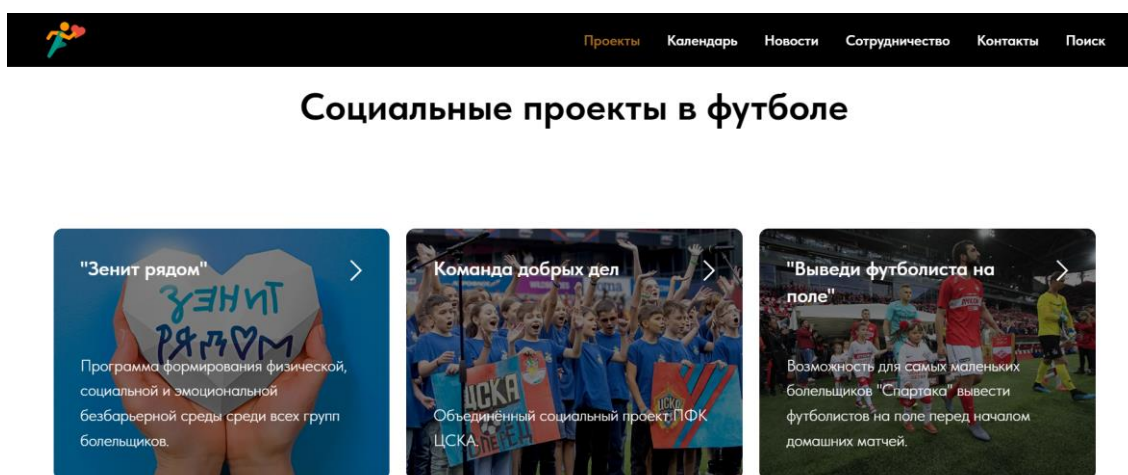 Проекты Календарь Новости Сотрудничество Контакты Поиск
Социальные проекты в футболе
"Зенит рядом"
ЗЕНИТ
РЯДОМ
Программа формирования физической,
социальной и эмоциональной
безбарьерной среды среди всех групп
болельщиков.
Команда добрых дел
ЦСКА
ЦСКА
Объединённый социальный проект ПФК
ЦСКА.
"Выведи футболиста на
поле"
Возможность для самых маленьких
болельщиков "Спартака" вывести
футболистов на поле перед началом
домашних матчей.